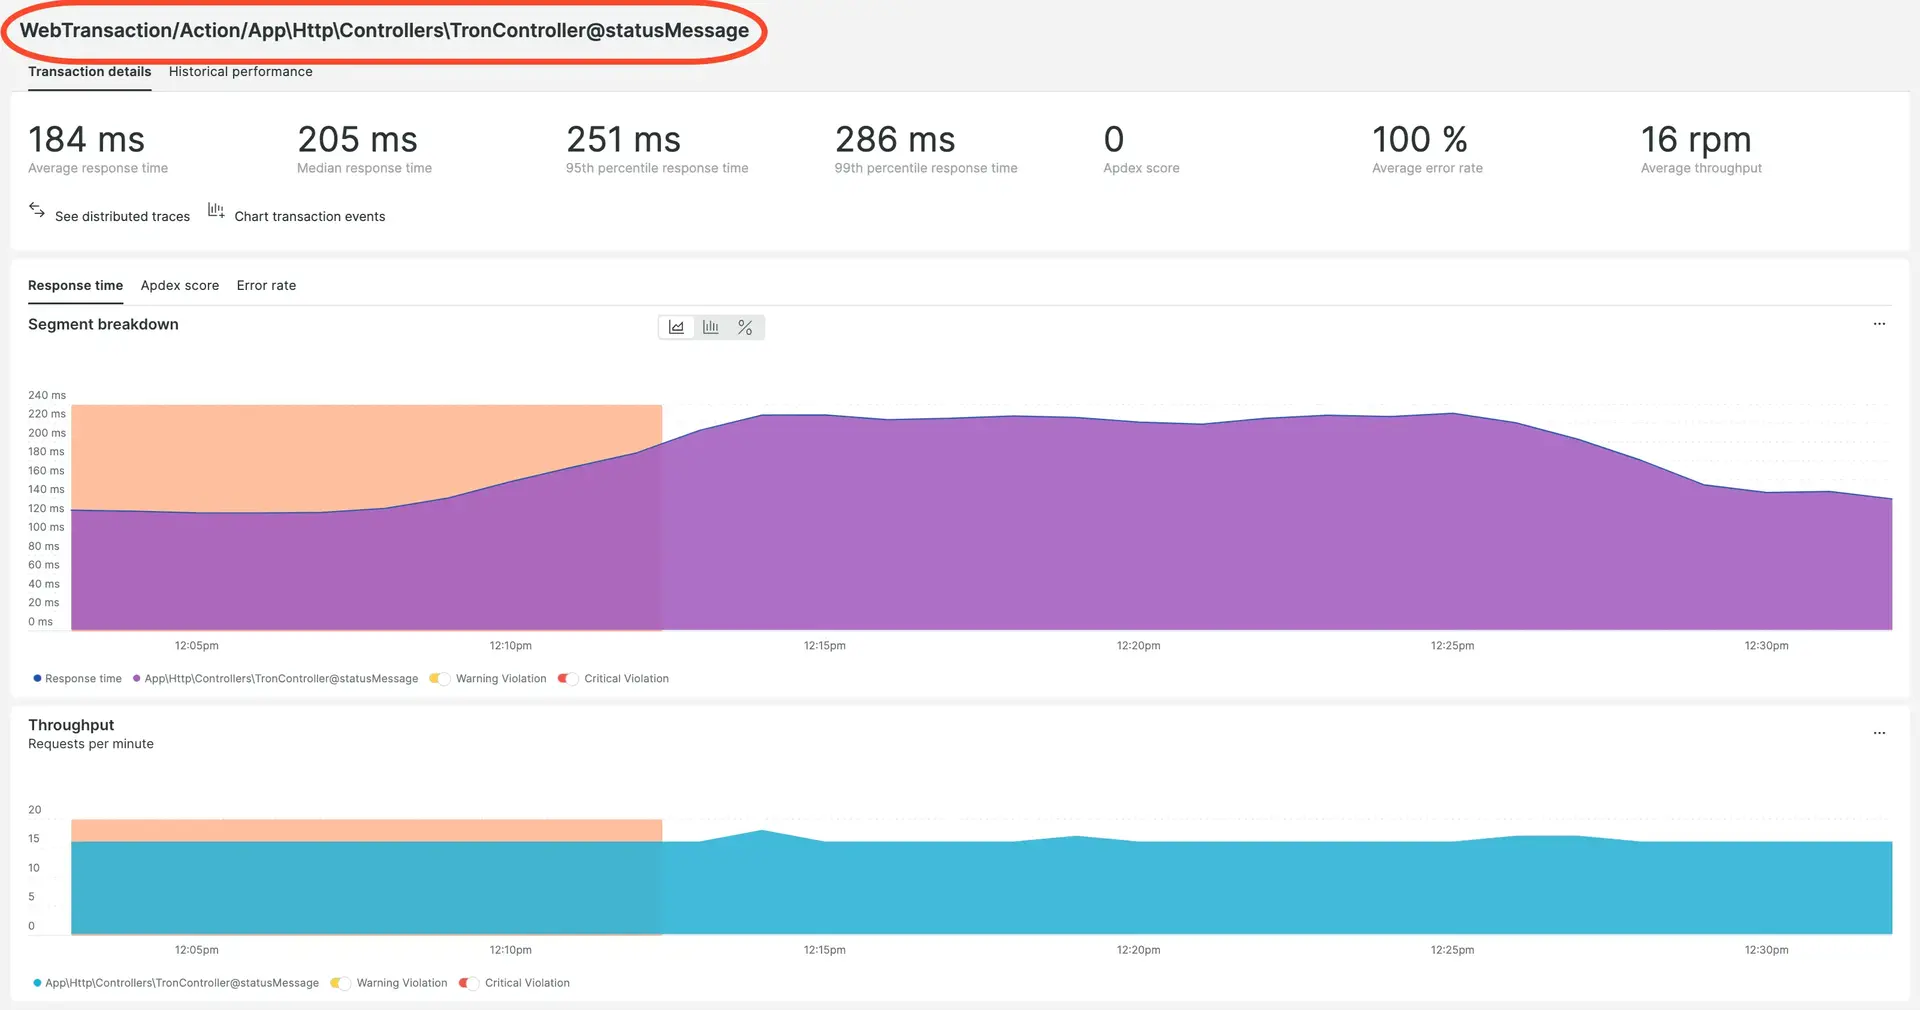 WebTransaction/Action/App\Http\Controllers\TronController@statusMessage
Transaction details Historical performance
184 ms 205 ms 251 ms 286 ms 0 100 % 16 rpm
Average response time Median response time 95th percentile response time 99th percentile response time Apdex score Average error rate Average throughput
See distributed traces Chart transaction events
Response time Apdex score Error rate
Segment breakdown
%
...
240 ms
220 ms
200 ms
180 ms
160 ms
140 ms
120 ms
100 ms
80 ms
60 ms
40 ms
20 ms
0 ms
12:05pm 12:10pm 12:15pm 12:20pm 12:25pm 12:30pm
Response time App\Http\Controllers\TronController@statusMessage Warning Violation Critical Violation
Throughput
...
Requests per minute
20
15
10
5
0
12:05pm 12:10pm 12:15pm 12:20pm 12:25pm 12:30pm
App\Http\Controllers\TronController@statusMessage Warning Violation Critical Violation